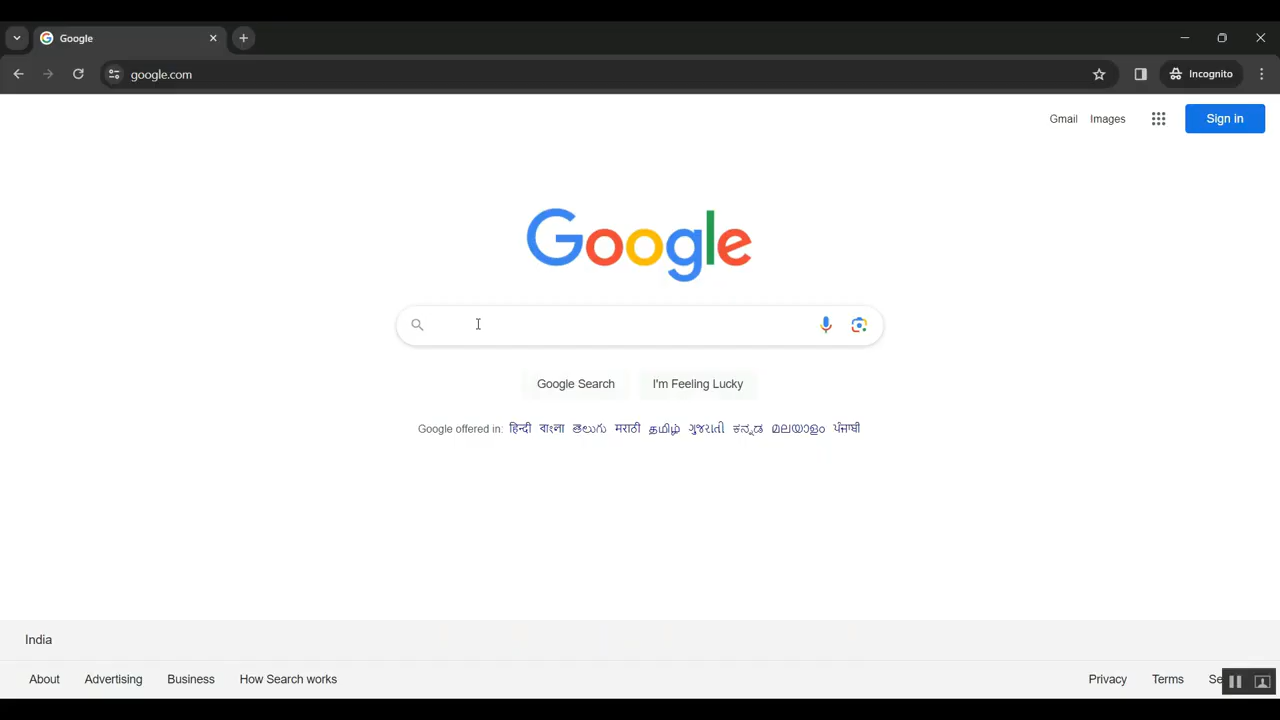 Google
google.com
Incognito
Gmail Images Sign in
Google
Google Search I'm Feeling Lucky
Google offered in: हिन्दी বাংলা తెలుగు मराठी தமிழ் ગુજરાતી ಕನ್ನಡ മലയാളം ਪੰਜਾਬੀ
India
About Advertising Business How Search works Privacy Terms